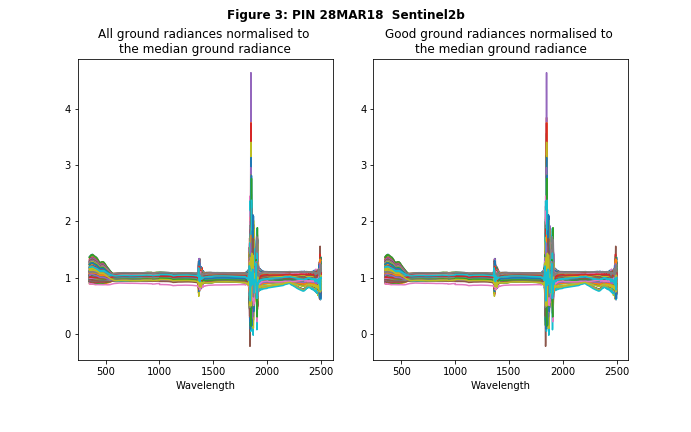 Figure 3: PIN 28MAR18 Sentinel2b
All ground radiances normalised to
the median ground radiance
4
3
2
1
0
500 1000 1500 2000 2500
Wavelength
Good ground radiances normalised to
the median ground radiance
4
3
2
1
0
500 1000 1500 2000 2500
Wavelength